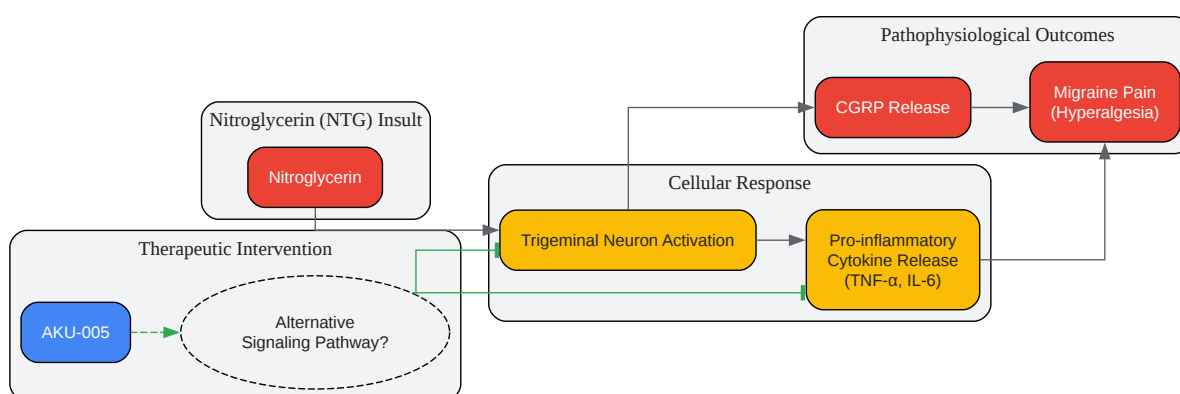 Pathophysiological Outcomes
CGRP Release
Migraine Pain
(Hyperalgesia)
Nitroglycerin (NTG) Insult
Nitroglycerin
Cellular Response
Trigeminal Neuron Activation
Pro-inflammatory
Cytokine Release
(TNF-α, IL-6)
Therapeutic Intervention
AKU-005
Alternative
Signaling Pathway?